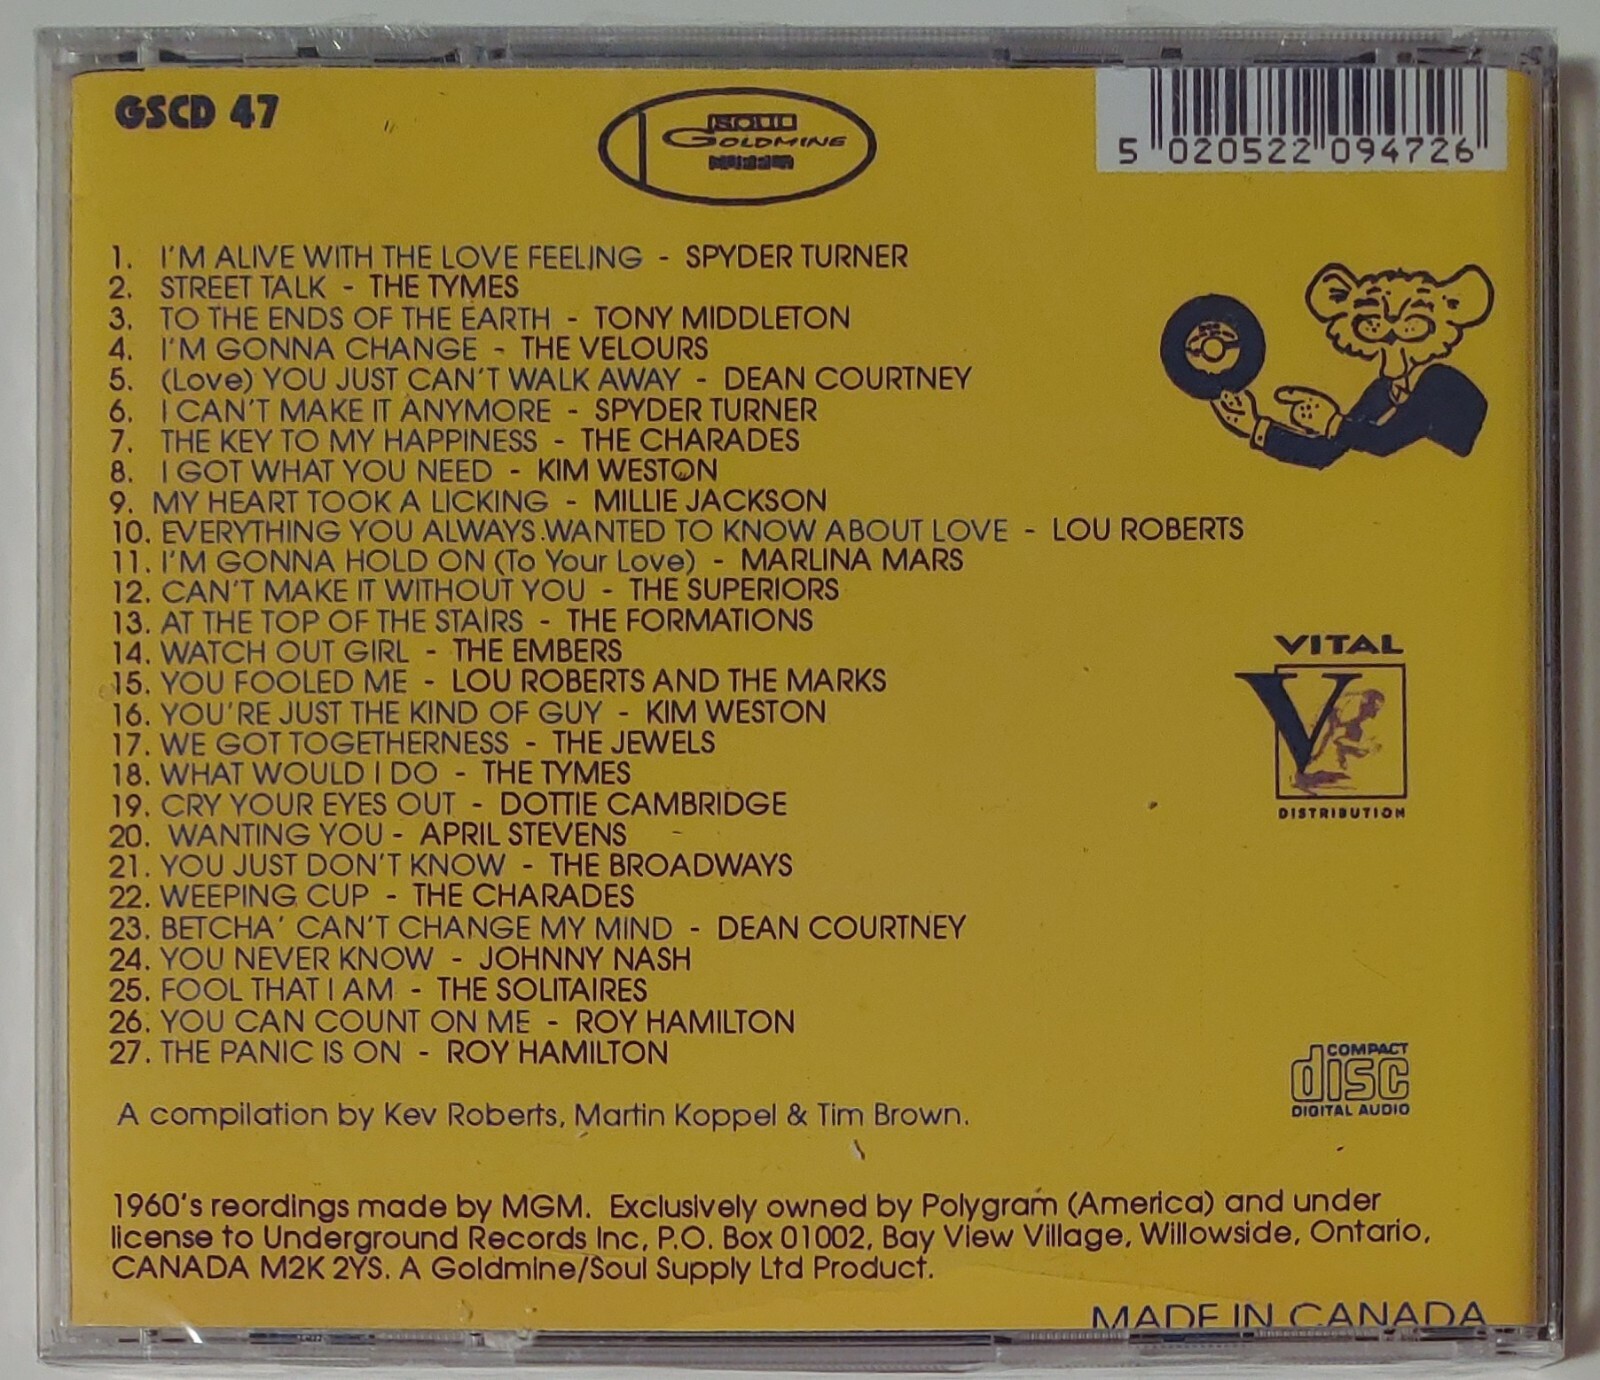 GSCD 47
SOUL
GOLDMINE
SUPPLY
5 020522 094726
1. I'M ALIVE WITH THE LOVE FEELING - SPYDER TURNER
2. STREET TALK - THE TYMES
3. TO THE ENDS OF THE EARTH - TONY MIDDLETON
4. I'M GONNA CHANGE - THE VELOURS
5. (Love) YOU JUST CAN'T WALK AWAY - DEAN COURTNEY
6. I CAN'T MAKE IT ANYMORE - SPYDER TURNER
7. THE KEY TO MY HAPPINESS - THE CHARADES
8. I GOT WHAT YOU NEED - KIM WESTON
9. MY HEART TOOK A LICKING - MILLIE JACKSON
10. EVERYTHING YOU ALWAYS WANTED TO KNOW ABOUT LOVE - LOU ROBERTS
11. I'M GONNA HOLD ON (To Your Love) - MARLINA MARS
12. CAN'T MAKE IT WITHOUT YOU - THE SUPERIORS
13. AT THE TOP OF THE STAIRS - THE FORMATIONS
14. WATCH OUT GIRL - THE EMBERS
15. YOU FOOLED ME - LOU ROBERTS AND THE MARKS
16. YOU'RE JUST THE KIND OF GUY - KIM WESTON
17. WE GOT TOGETHERNESS - THE JEWELS
18. WHAT WOULD I DO - THE TYMES
19. CRY YOUR EYES OUT - DOTTIE CAMBRIDGE
20. WANTING YOU - APRIL STEVENS
21. YOU JUST DON'T KNOW - THE BROADWAYS
22. WEEPING CUP - THE CHARADES
23. BETCHA' CAN'T CHANGE MY MIND - DEAN COURTNEY
24. YOU NEVER KNOW - JOHNNY NASH
25. FOOL THAT I AM - THE SOLITAIRES
26. YOU CAN COUNT ON ME - ROY HAMILTON
27. THE PANIC IS ON - ROY HAMILTON
VITAL
V
DISTRIBUTION
COMPACT
disc
DIGITAL AUDIO
A compilation by Kev Roberts, Martin Koppel & Tim Brown.
1960's reordings made by MGM. Exclusively owned by Polygram (America) and under
license to Underground Records Inc, P.O. Box 01002, Bay View Village, Willowside, Ontario,
CANADA M2K 2YS. A Goldmine/Soul Supply Ltd Product.
MADE IN CANADA